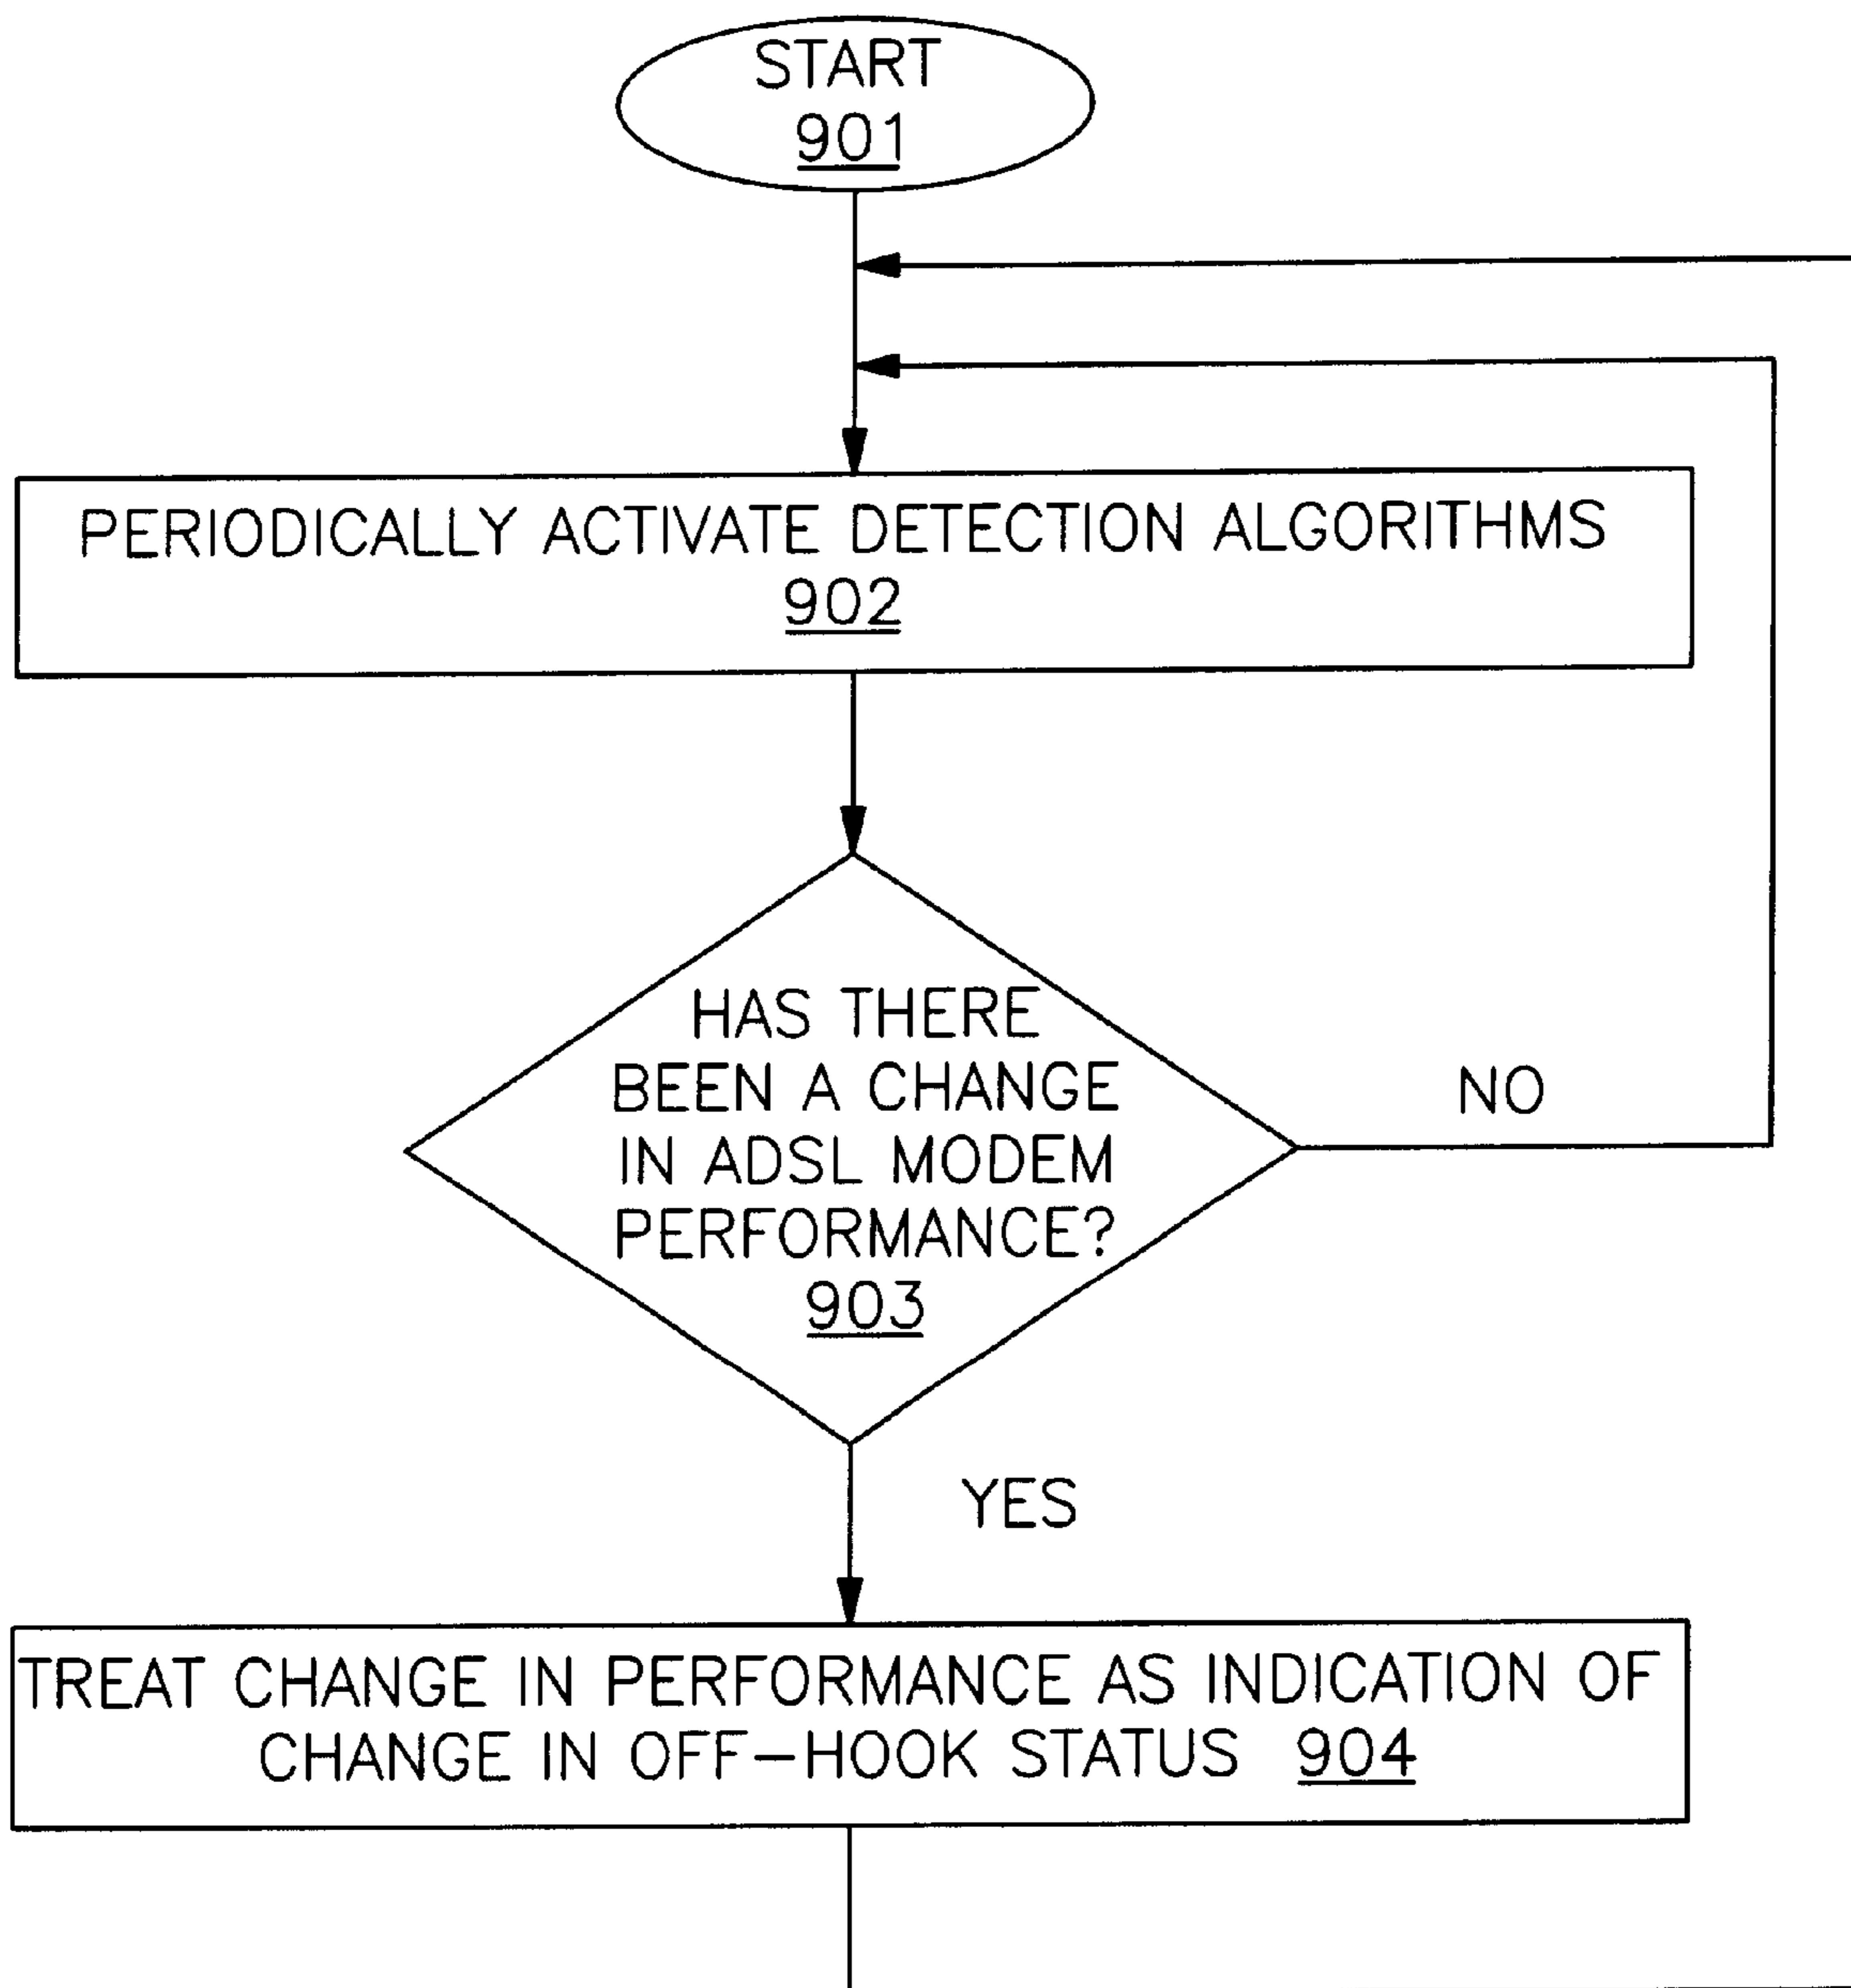 START
901
PERIODICALLY ACTIVATE DETECTION ALGORITHMS
902
HAS THERE
BEEN A CHANGE
IN ADSL MODEM
PERFORMANCE?
903
NO
YES
TREAT CHANGE IN PERFORMANCE AS INDICATION OF
CHANGE IN OFF-HOOK STATUS 904